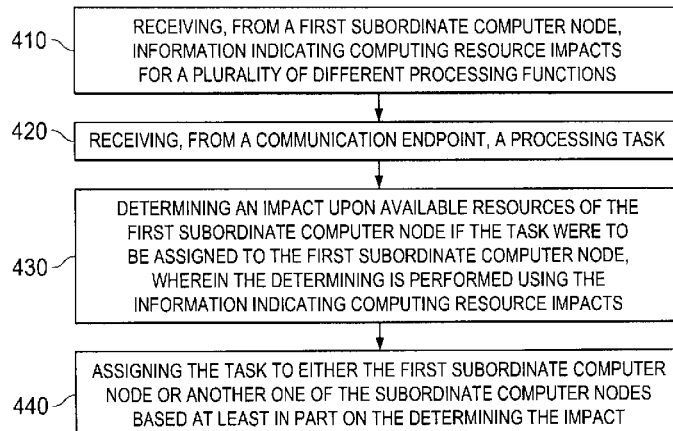 410
RECEIVING, FROM A FIRST SUBORDINATE COMPUTER NODE,
INFORMATION INDICATING COMPUTING RESOURCE IMPACTS
FOR A PLURALITY OF DIFFERENT PROCESSING FUNCTIONS
420
RECEIVING, FROM A COMMUNICATION ENDPOINT, A PROCESSING TASK
430
DETERMINING AN IMPACT UPON AVAILABLE RESOURCES OF THE
FIRST SUBORDINATE COMPUTER NODE IF THE TASK WERE TO
BE ASSIGNED TO THE FIRST SUBORDINATE COMPUTER NODE,
WHEREIN THE DETERMINING IS PERFORMED USING THE
INFORMATION INDICATING COMPUTING RESOURCE IMPACTS
440
ASSIGNING THE TASK TO EITHER THE FIRST SUBORDINATE COMPUTER
NODE OR ANOTHER ONE OF THE SUBORDINATE COMPUTER NODES
BASED AT LEAST IN PART ON THE DETERMINING THE IMPACT